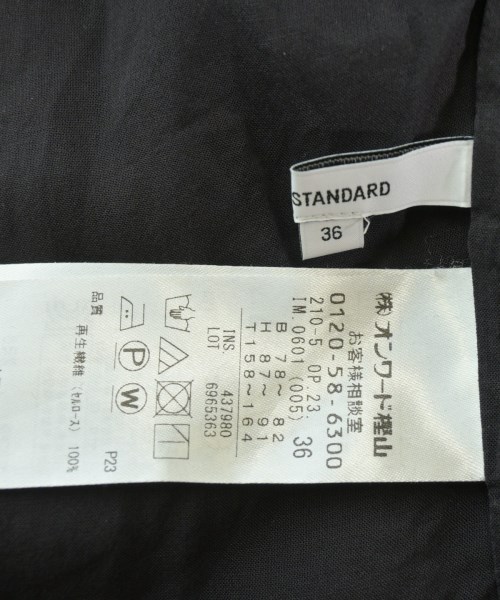 STANDARD
36
(株)オンワード樫山
お客様相談室
0120-58-6300
210-5 OP 23:
IM.0601 (005) 36
B 78～ 82
H 87～ 91
T158～164
INS. 437980
LOT. 6965363
P
W
品質 再生繊維 (セルロース) 100%
P23